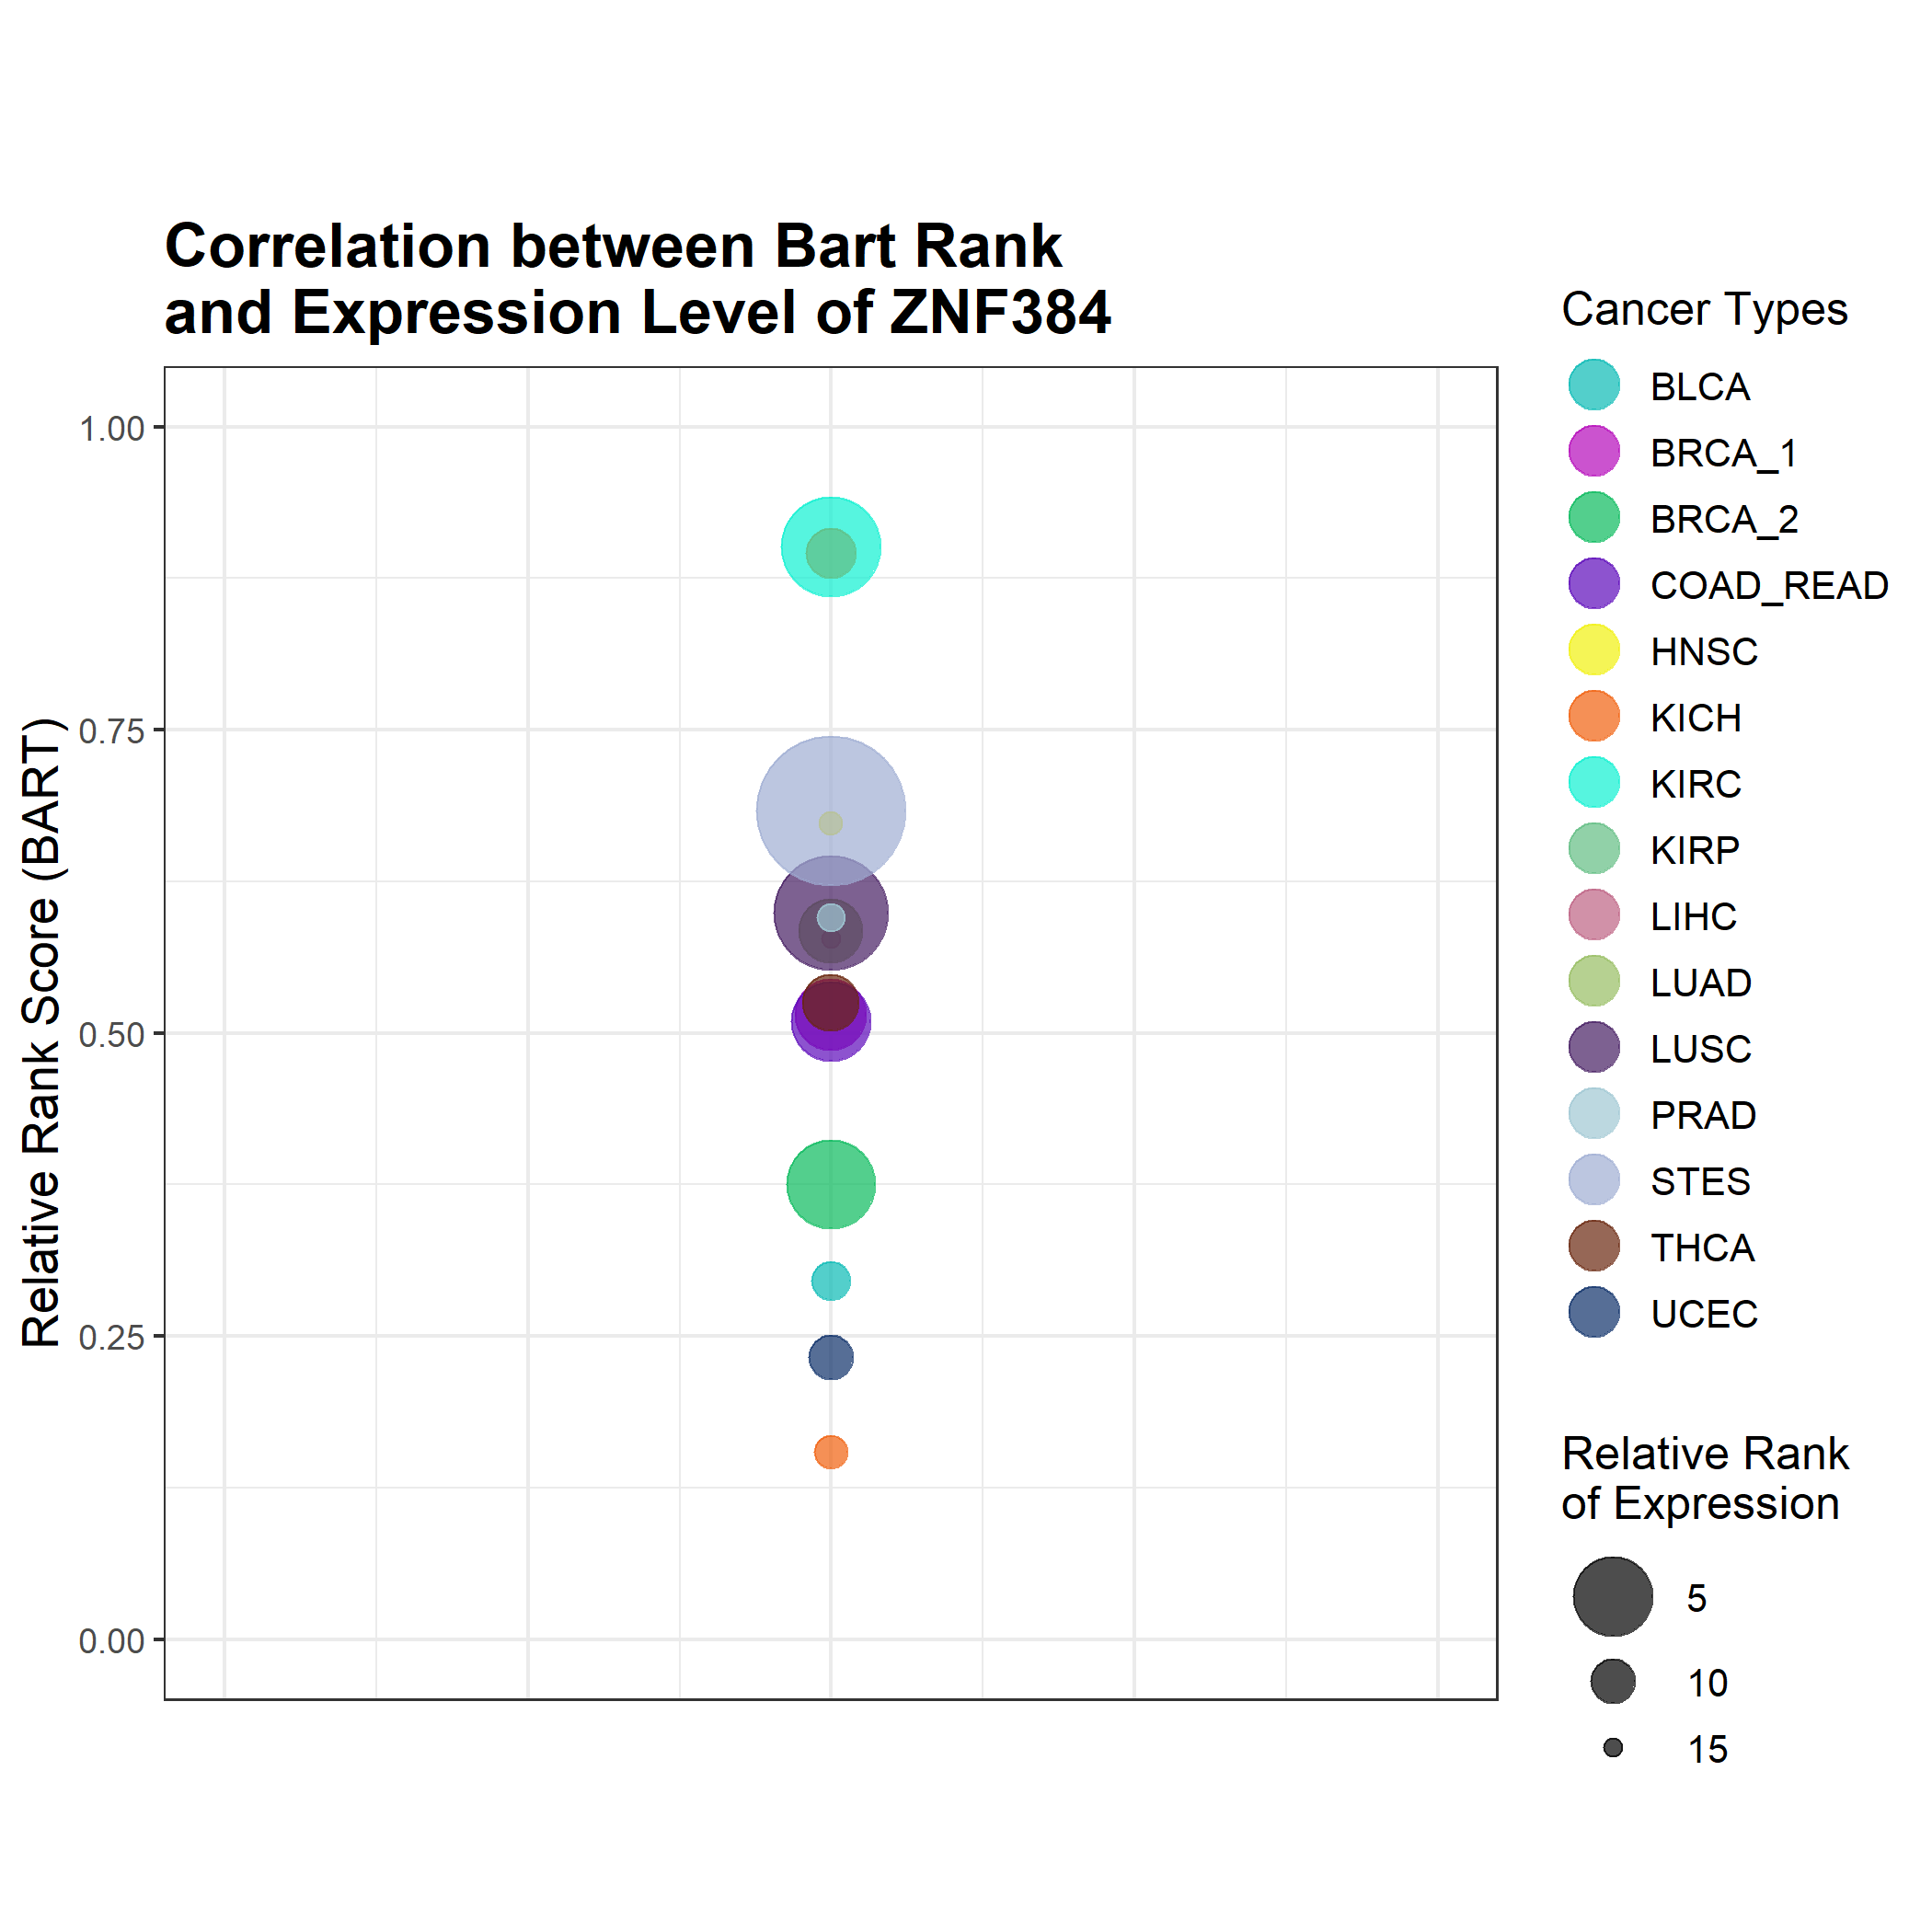 Correlation between Bart Rank
and Expression Level of ZNF384
Relative Rank Score (BART)
1.00
0.75
0.50
0.25
0.00
Cancer Types
BLCA
BRCA_1
BRCA_2
COAD_READ
HNSC
KICH
KIRC
KIRP
LIHC
LUAD
LUSC
PRAD
STES
THCA
UCEC
Relative Rank
of Expression
5
10
15